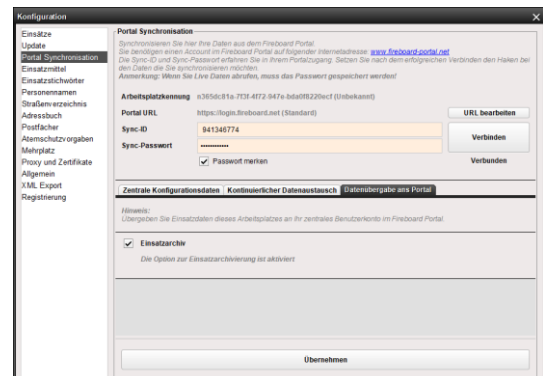 Konfiguration
Einsätze
Update
Portal Synchronisation
Einsatzmittel
Einsatzstichwörter
Personennamen
Straßenverzeichnis
Adressbuch
Postfächer
Atemschutzvorgaben
Mehrplatz
Proxy und Zertifikate
Allgemein
XML Export
Registrierung
Portal Synchronisation
Synchronisieren Sie hier Ihre Daten aus dem Fireboard Portal.
Sie benötigen einen Account im Fireboard Portal auf folgender Internetadresse: www.fireboard-portal.net
Die Sync-ID und Sync-Passwort erfahren Sie in Ihrem Portalzugang. Setzen Sie nach dem erfolgreichen Verbinden den Haken bei
den Daten die Sie synchronisieren möchten.
Anmerkung: Wenn Sie Live Daten abrufen, muss das Passwort gespeichert werden!
Arbeitsplatzkennung n365dc81a-7f3f-4f72-947e-bda0f8220ecf (Unbekannt)
Portal URL https://login.fireboard.net (Standard) URL bearbeiten
Sync-ID 941346774
Verbinden
Sync-Passwort
Passwort merken Verbunden
Zentrale Konfigurationsdaten Kontinuierlicher Datenaustausch Datenübergabe ans Portal
Hinweis:
Übergeben Sie Einsatzdaten dieses Arbeitsplatzes an Ihr zentrales Benutzerkonto im Fireboard Portal.
Einsatzarchiv
Die Option zur Einsatzarchivierung ist aktiviert
Übernehmen